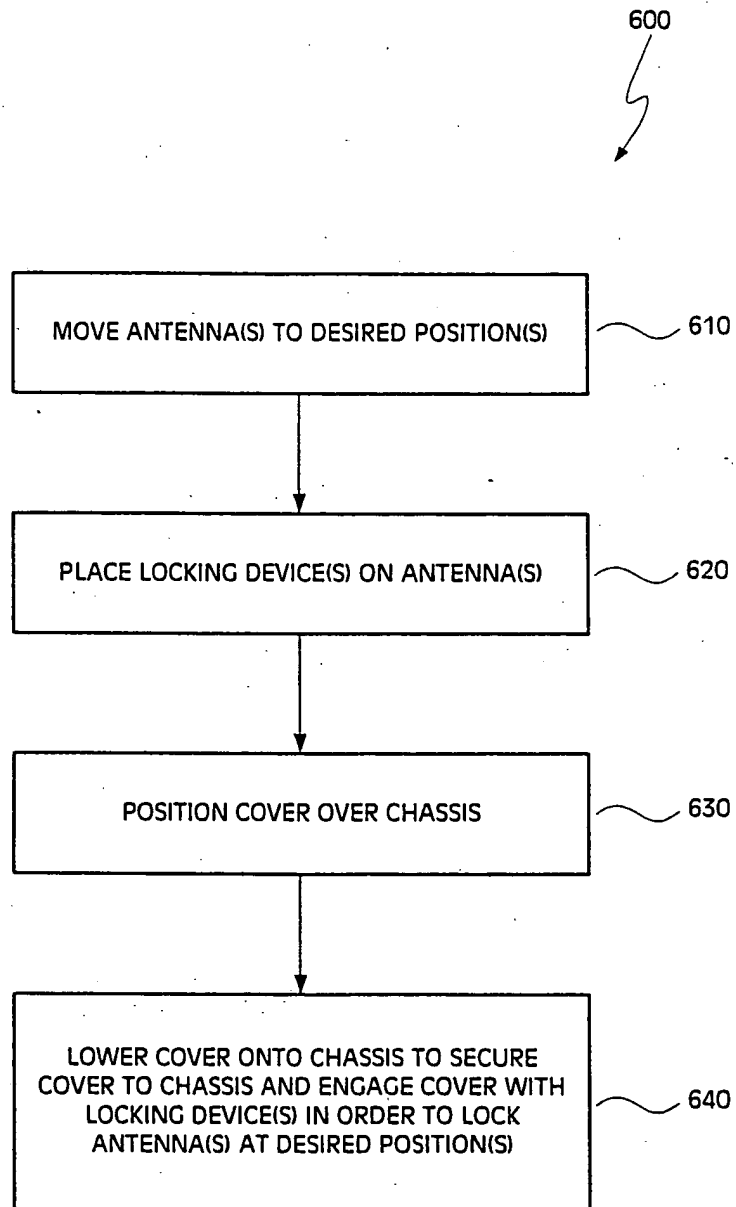 600
MOVE ANTENNA(S) TO DESIRED POSITION(S)
610
PLACE LOCKING DEVICE(S) ON ANTENNA(S)
620
POSITION COVER OVER CHASSIS
630
LOWER COVER ONTO CHASSIS TO SECURE
COVER TO CHASSIS AND ENGAGE COVER WITH
LOCKING DEVICE(S) IN ORDER TO LOCK
ANTENNA(S) AT DESIRED POSITION(S)
640